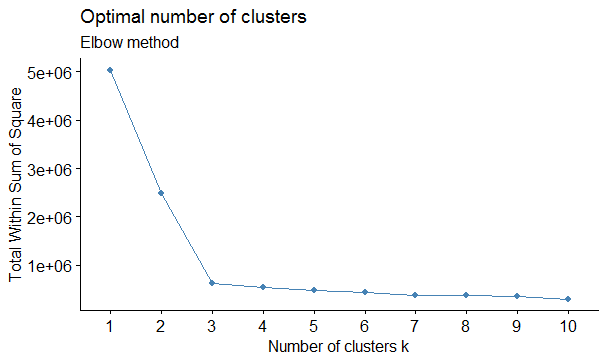 Optimal number of clusters
Elbow method
Total Within Sum of Square
5e+06
4e+06
3e+06
2e+06
1e+06
1 2 3 4 5 6 7 8 9 10
Number of clusters k